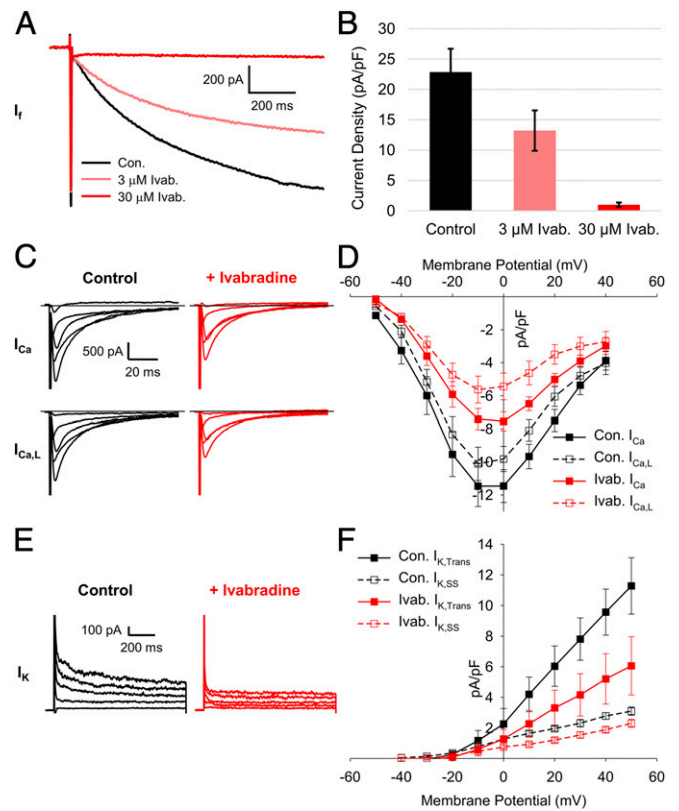 A
200 pA
200 ms
If
Con.
3 µM Ivab.
30 µM Ivab.
B
Current Density (pA/pF)
30
25
20
15
10
5
0
Control
3 µM Ivab.
30 µM Ivab.
C
Control
+ Ivabradine
ICa
500 pA
20 ms
ICa,L
D
Membrane Potential (mV)
-60 -40 -20 0 20 40 60
-2
-4
-6
-8
-10
-12
pA/pF
Con. ICa
Con. ICa,L
Ivab. ICa
Ivab. ICa,L
E
Control
+ Ivabradine
100 pA
200 ms
IK
F
Con. IK,Trans
Con. IK,SS
Ivab. IK,Trans
Ivab. IK,SS
14
12
10
8
6
4
2
pA/pF
-60 -40 -20 0 20 40 60
Membrane Potential (mV)